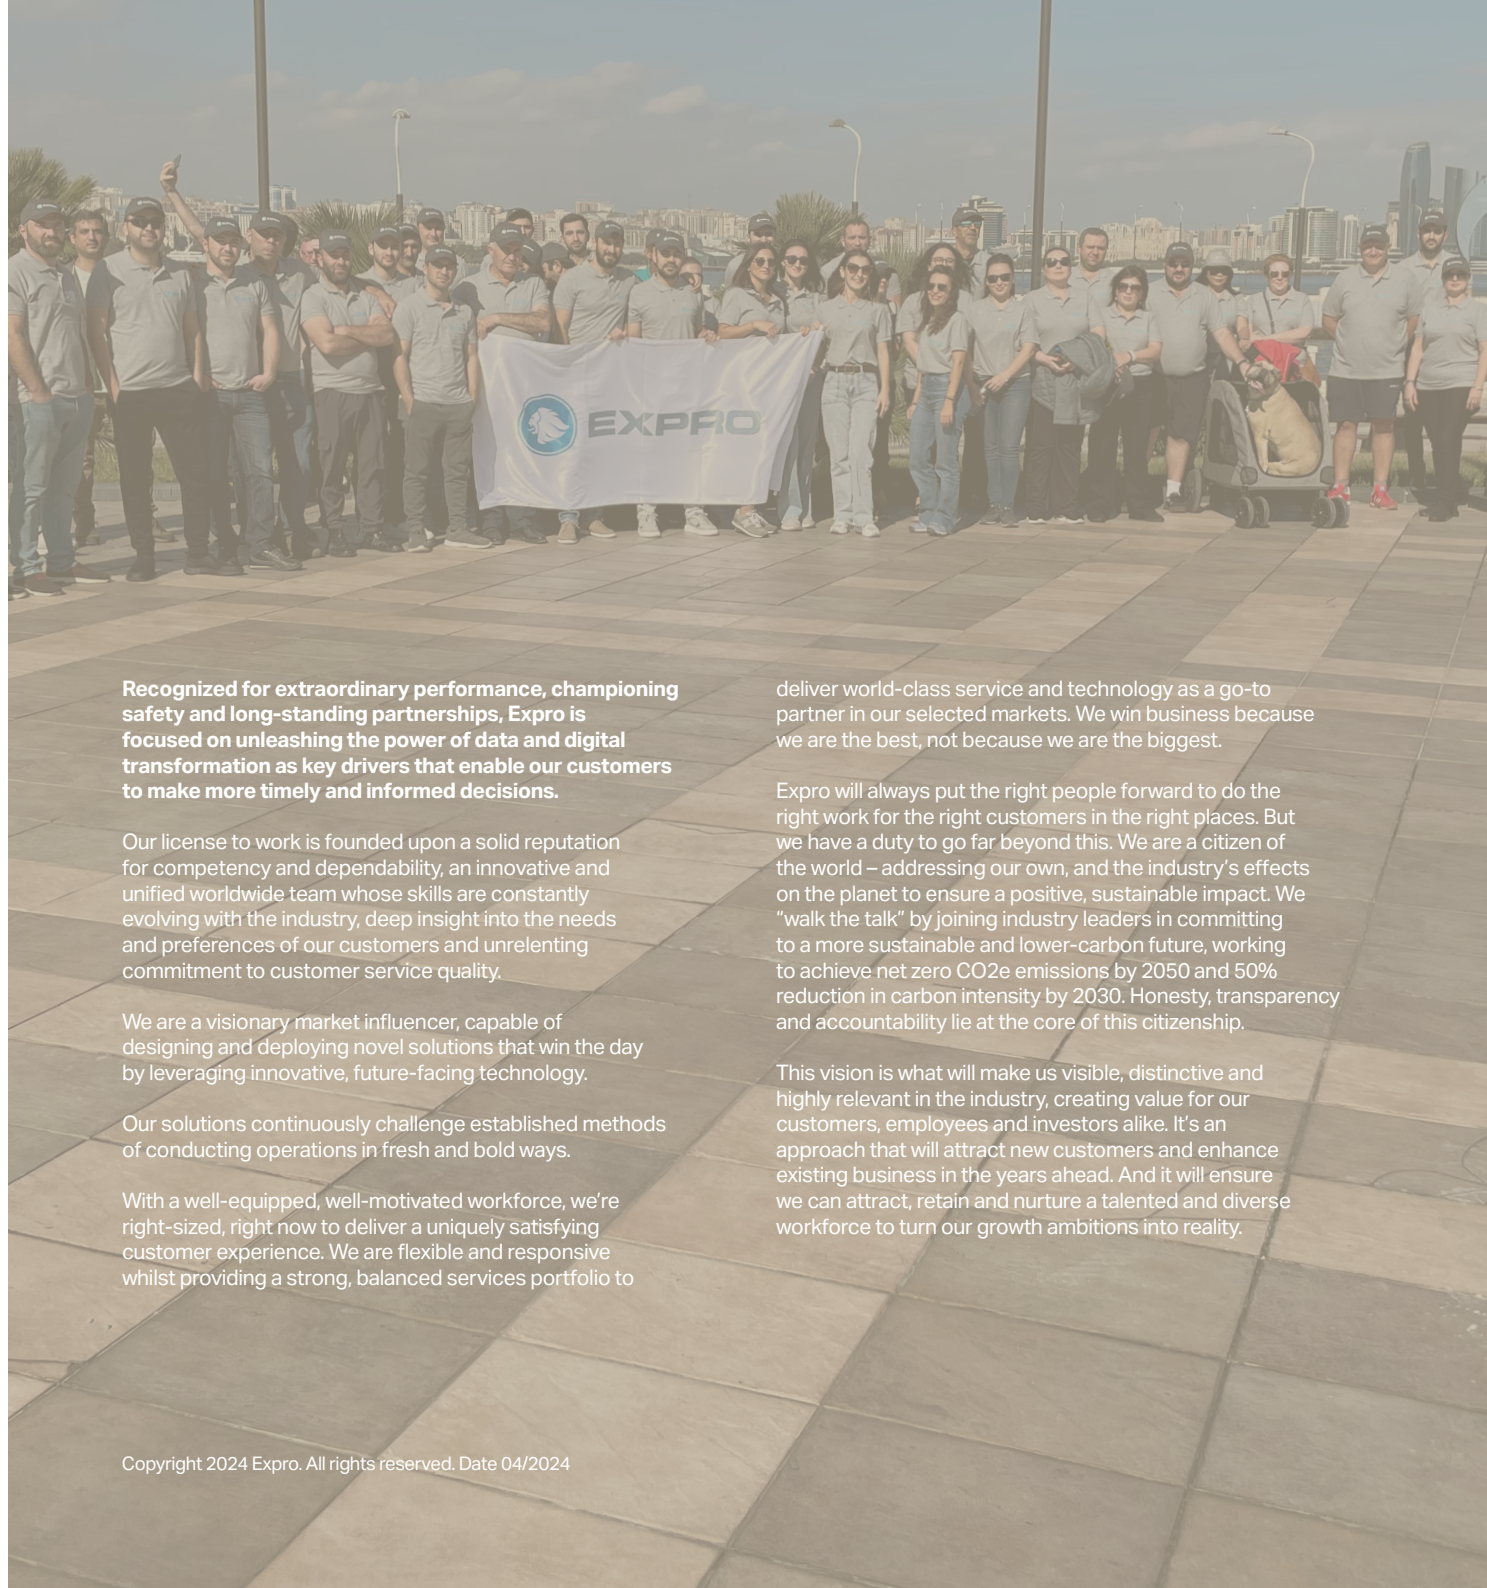 EXPRO
Recognized for extraordinary performance, championing
safety and long-standing partnerships, Expro is
focused on unleashing the power of data and digital
transformation as key drivers that enable our customers
to make more timely and informed decisions.
Our license to work is founded upon a solid reputation
for competency and dependability, an innovative and
unified worldwide team whose skills are constantly
evolving with the industry, deep insight into the needs
and preferences of our customers and unrelenting
commitment to customer service quality.
We are a visionary market influencer, capable of
designing and deploying novel solutions that win the day
by leveraging innovative, future-facing technology.
Our solutions continuously challenge established methods
of conducting operations in fresh and bold ways.
With a well-equipped, well-motivated workforce, we’re
right-sized, right now to deliver a uniquely satisfying
customer experience. We are flexible and responsive
whilst providing a strong, balanced services portfolio to
deliver world-class service and technology as a go-to
partner in our selected markets. We win business because
we are the best, not because we are the biggest.
Expro will always put the right people forward to do the
right work for the right customers in the right places. But
we have a duty to go far beyond this. We are a citizen of
the world – addressing our own, and the industry’s effects
on the planet to ensure a positive, sustainable impact. We
“walk the talk” by joining industry leaders in committing
to a more sustainable and lower-carbon future, working
to achieve net zero CO2e emissions by 2050 and 50%
reduction in carbon intensity by 2030. Honesty, transparency
and accountability lie at the core of this citizenship.
This vision is what will make us visible, distinctive and
highly relevant in the industry, creating value for our
customers, employees and investors alike. It’s an
approach that will attract new customers and enhance
existing business in the years ahead. And it will ensure
we can attract, retain and nurture a talented and diverse
workforce to turn our growth ambitions into reality.
Copyright 2024 Expro. All rights reserved. Date 04/2024